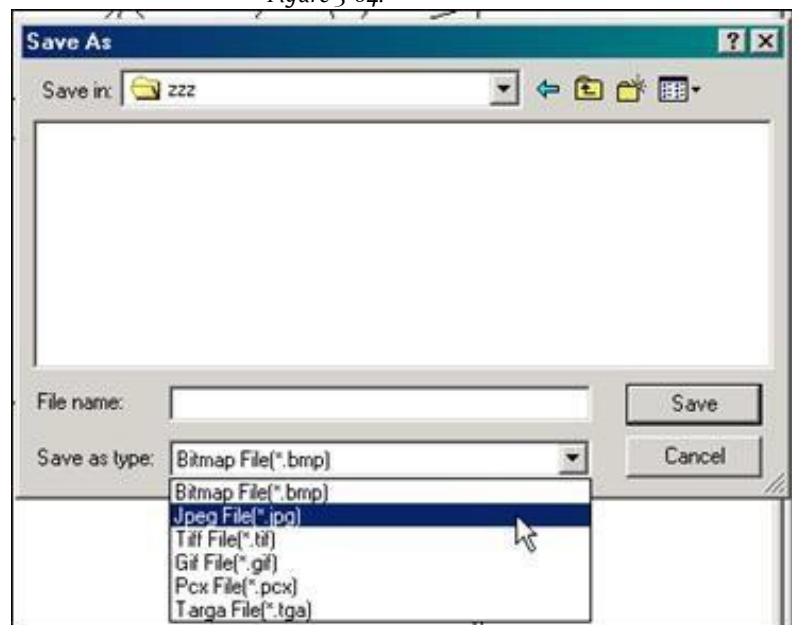 Save As
Save in: zzz
File name:
Save
Save as type: Bitmap File(*.bmp)
Cancel
Bitmap File(*.bmp)
Jpeg File(*.jpg)
Tiff File(*.tif)
Gif File(*.gif)
Pcx File(*.pcx)
Targa File(*.tga)